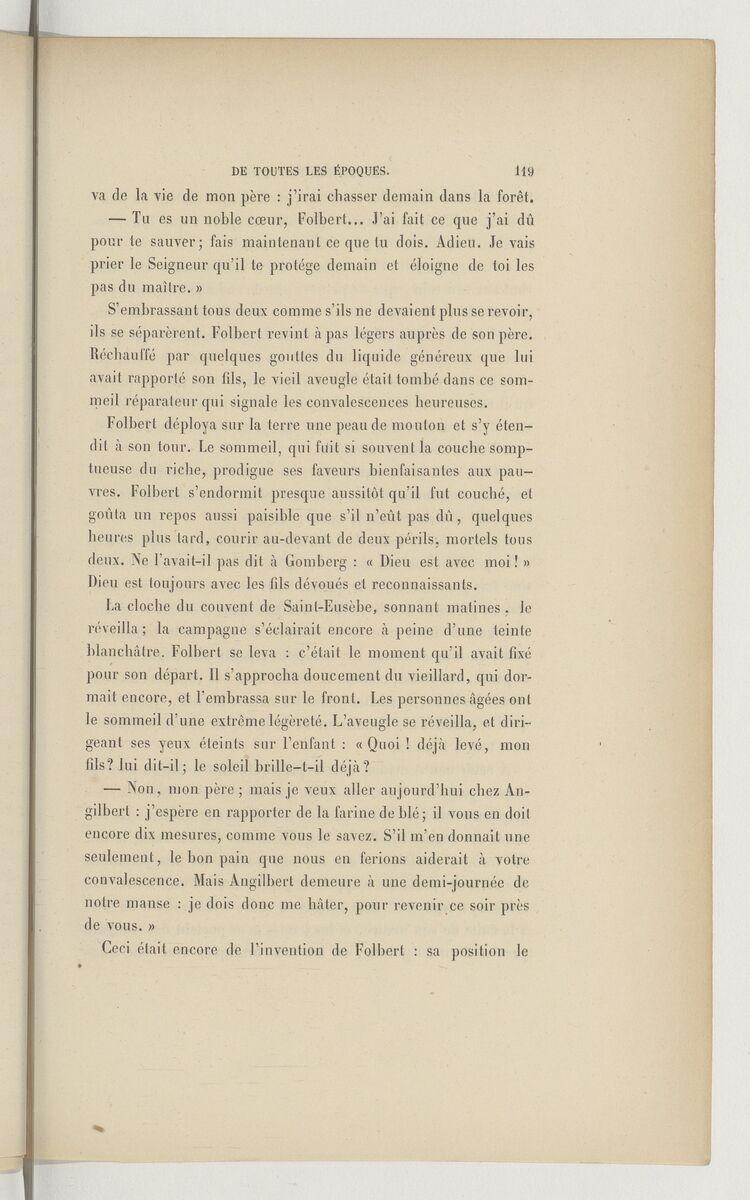 DE TOUTES LES ÉPOQUES. 119
va de la vie de mon père : j'irai chasser demain dans la forêt.
— Tu es un noble cœur, Folbert... J'ai fait ce que j'ai dû
pour te sauver ; fais maintenant ce que tu dois. Adieu. Je vais
prier le Seigneur qu'il te protége demain et éloigne de toi les
pas du maître. »
S'embrassant tous deux comme s'ils ne devaient plus se revoir,
ils se séparèrent. Folbert revint à pas légers auprès de son père.
Réchauffé par quelques gouttes du liquide généreux que lui
avait rapporté son fils, le vieil aveugle était tombé dans ce som-
meil réparateur qui signale les convalescences heureuses.
Folbert déploya sur la terre une peau de mouton et s'y éten-
dit à son tour. Le sommeil, qui fuit si souvent la couche somp-
tueuse du riche, prodigue ses faveurs bienfaisantes aux pau-
vres. Folbert s'endormit presque aussitôt qu'il fut couché, et
goûta un repos aussi paisible que s'il n'eût pas dû, quelques
heures plus tard, courir au-devant de deux périls, mortels tous
deux. Ne l'avait-il pas dit à Gomberg : « Dieu est avec moi ! »
Dieu est toujours avec les fils dévoués et reconnaissants.
La cloche du couvent de Saint-Eusèbe, sonnant matines, le
réveilla ; la campagne s'éclairait encore à peine d'une teinte
blanchâtre. Folbert se leva : c'était le moment qu'il avait fixé
pour son départ. Il s'approcha doucement du vieillard, qui dor-
mait encore, et l'embrassa sur le front. Les personnes âgées ont
le sommeil d'une extrême légèreté. L'aveugle se réveilla, et diri-
geant ses yeux éteints sur l'enfant : « Quoi ! déjà levé, mon
fils ? lui dit-il ; le soleil brille-t-il déjà ?
— Non, mon père ; mais je veux aller aujourd'hui chez An-
gilbert : j'espère en rapporter de la farine de blé ; il vous en doit
encore dix mesures, comme vous le savez. S'il m'en donnait une
seulement, le bon pain que nous en ferions aiderait à votre
convalescence. Mais Angilbert demeure à une demi-journée de
notre manse : je dois donc me hâter, pour revenir ce soir près
de vous. »
Ceci était encore de l'invention de Folbert : sa position le